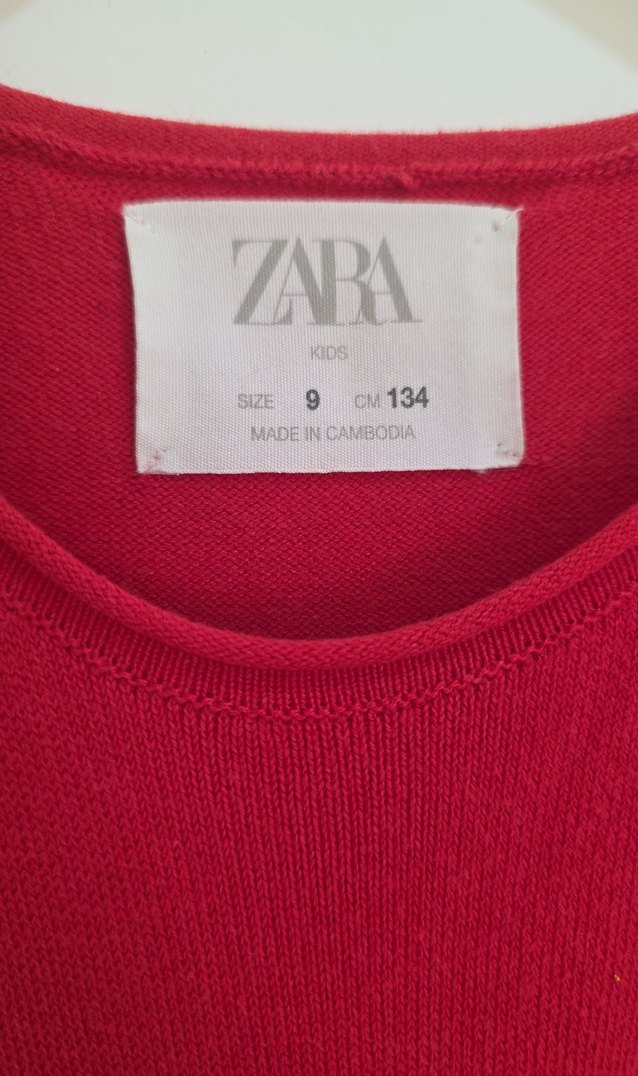 ZARA
KIDS
SIZE 9 CM 134
MADE IN CAMBODIA